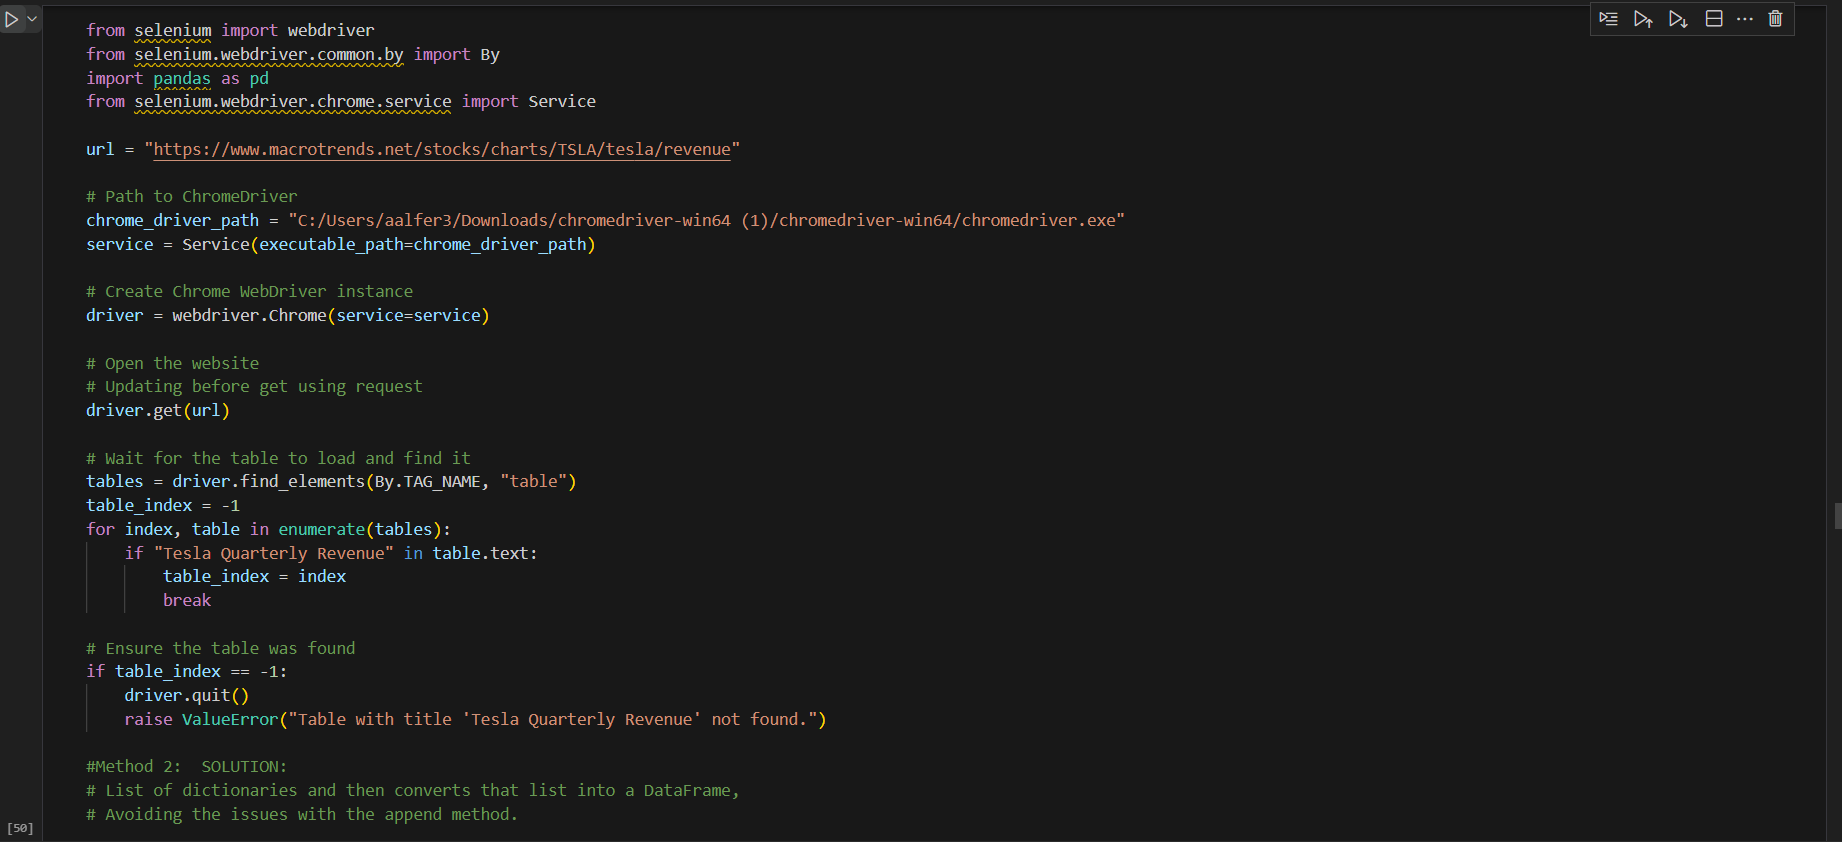 from selenium import webdriver
from selenium.webdriver.common.by import By
import pandas as pd
from selenium.webdriver.chrome.service import Service

url = "https://www.macrotrends.net/stocks/charts/TSLA/tesla/revenue"

# Path to ChromeDriver
chrome_driver_path = "C:/Users/aalfer3/Downloads/chromedriver-win64 (1)/chromedriver-win64/chromedriver.exe"
service = Service(executable_path=chrome_driver_path)

# Create Chrome WebDriver instance
driver = webdriver.Chrome(service=service)

# Open the website
# Updating before get using request
driver.get(url)

# Wait for the table to load and find it
tables = driver.find_elements(By.TAG_NAME, "table")
table_index = -1
for index, table in enumerate(tables):
    if "Tesla Quarterly Revenue" in table.text:
        table_index = index
        break

# Ensure the table was found
if table_index == -1:
    driver.quit()
    raise ValueError("Table with title 'Tesla Quarterly Revenue' not found.")

#Method 2:  SOLUTION:
# List of dictionaries and then converts that list into a DataFrame,
# Avoiding the issues with the append method.
[50]